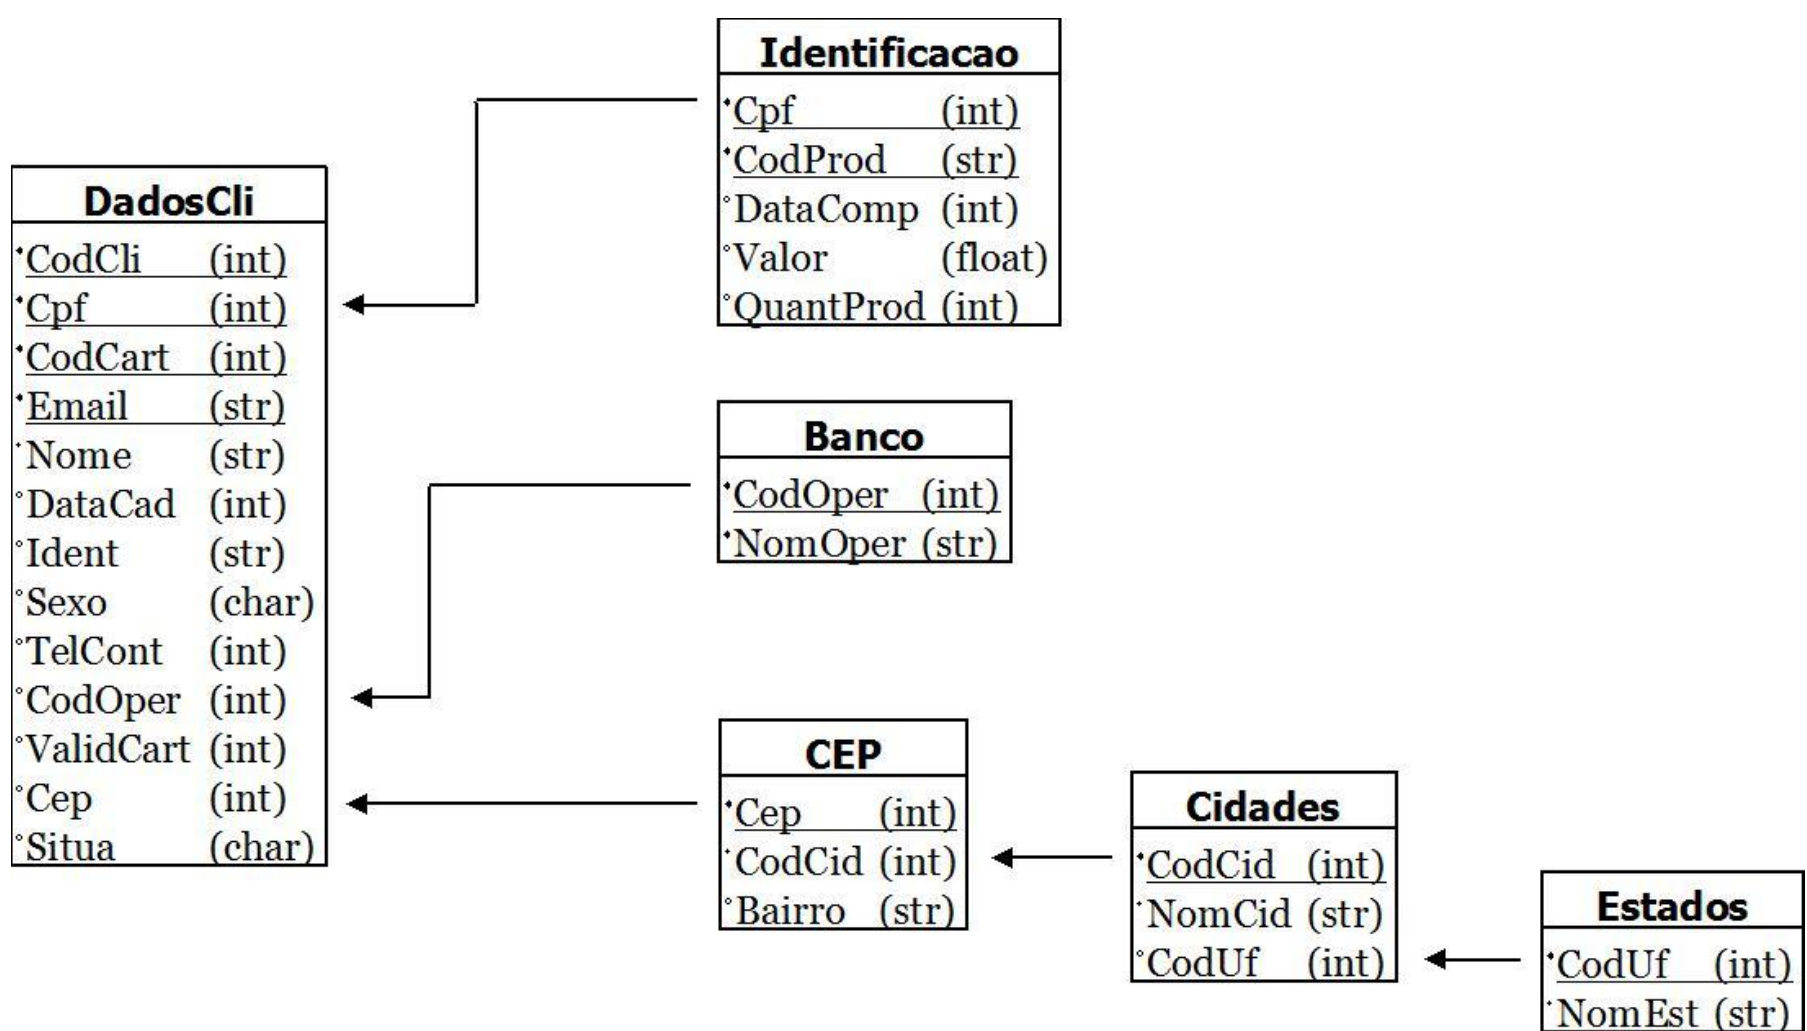 DadosCli
CodCli (int)
Cpf (int)
CodCart (int)
Email (str)
Nome (str)
DataCad (int)
Ident (str)
Sexo (char)
TelCont (int)
CodOper (int)
ValidCart (int)
Cep (int)
Situa (char)
Identificacao
Cpf (int)
CodProd (str)
DataComp (int)
Valor (float)
QuantProd (int)
Banco
CodOper (int)
NomOper (str)
CEP
Cep (int)
CodCid (int)
Bairro (str)
Cidades
CodCid (int)
NomCid (str)
CodUf (int)
Estados
CodUf (int)
NomEst (str)